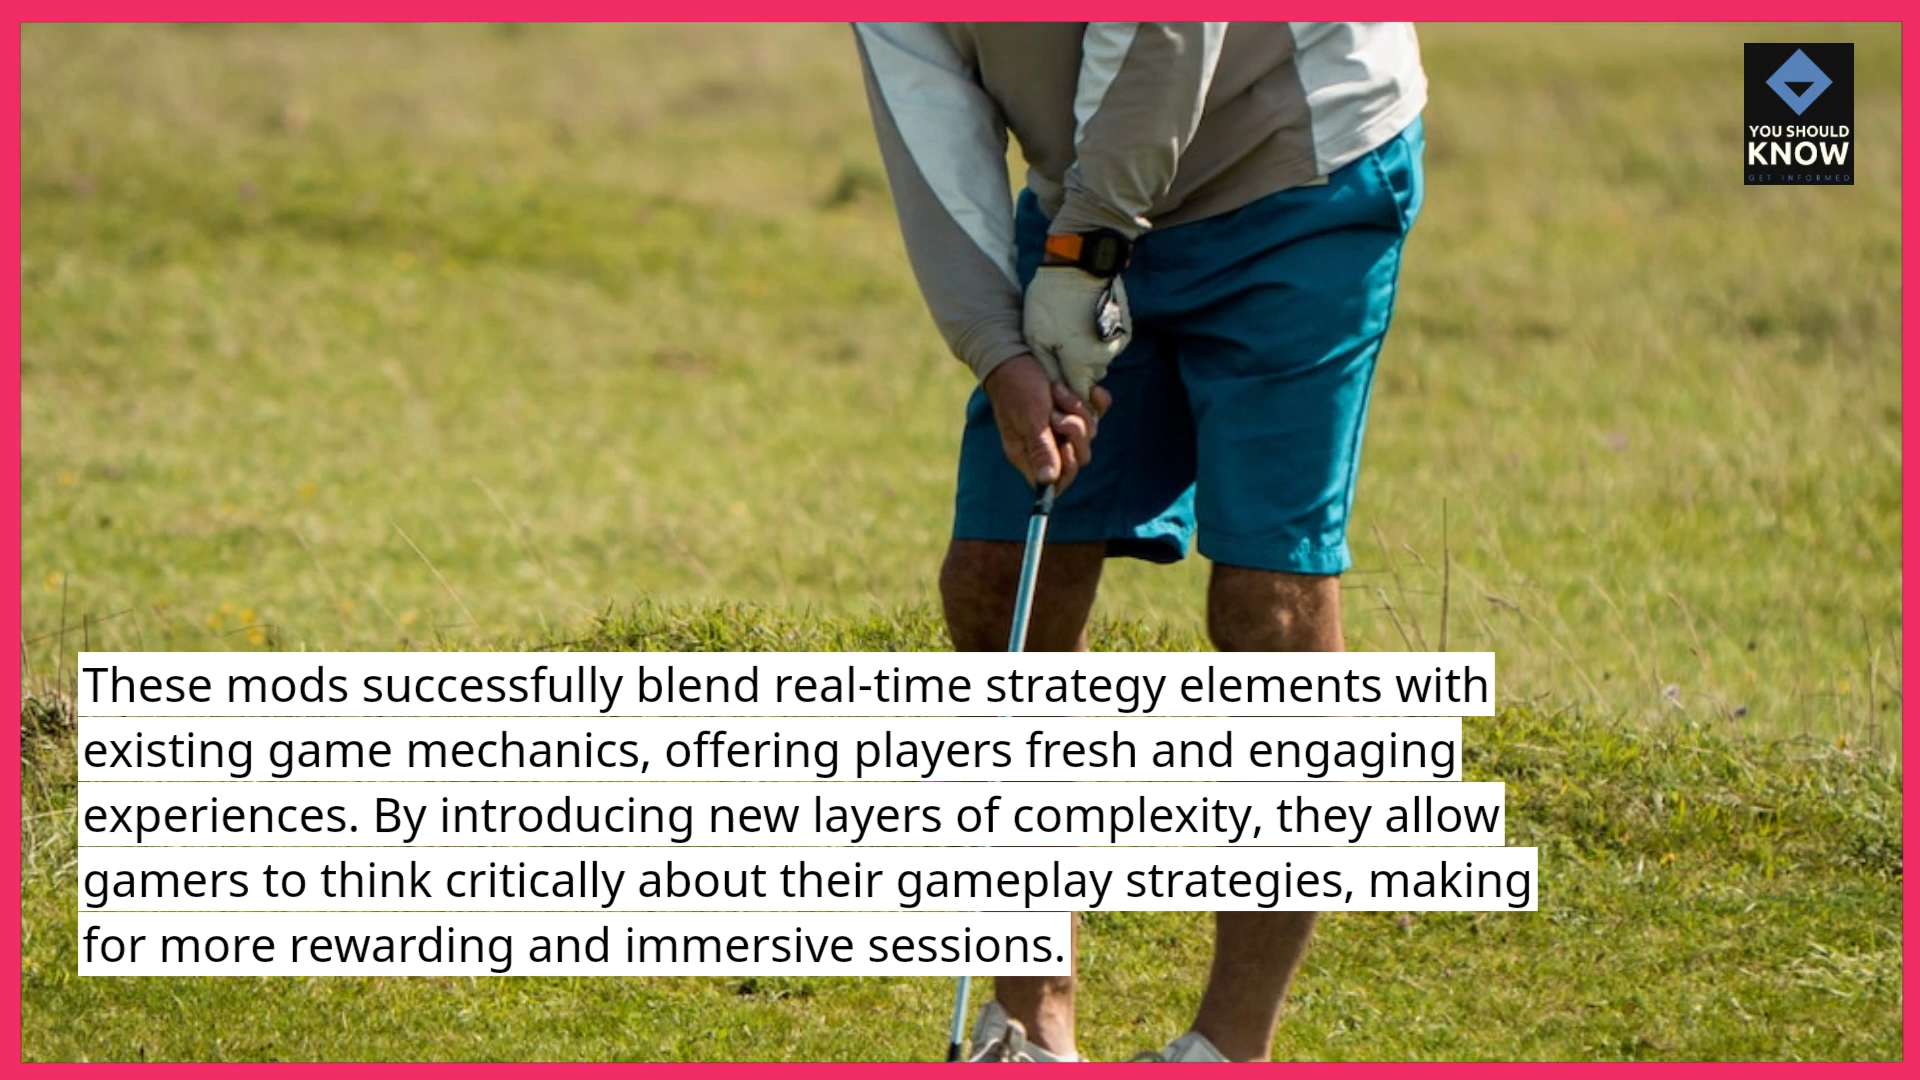 YOU SHOULD
KNOW
GET INFORMED
These mods successfully blend real-time strategy elements with
existing game mechanics, offering players fresh and engaging
experiences. By introducing new layers of complexity, they allow
gamers to think critically about their gameplay strategies, making
for more rewarding and immersive sessions.